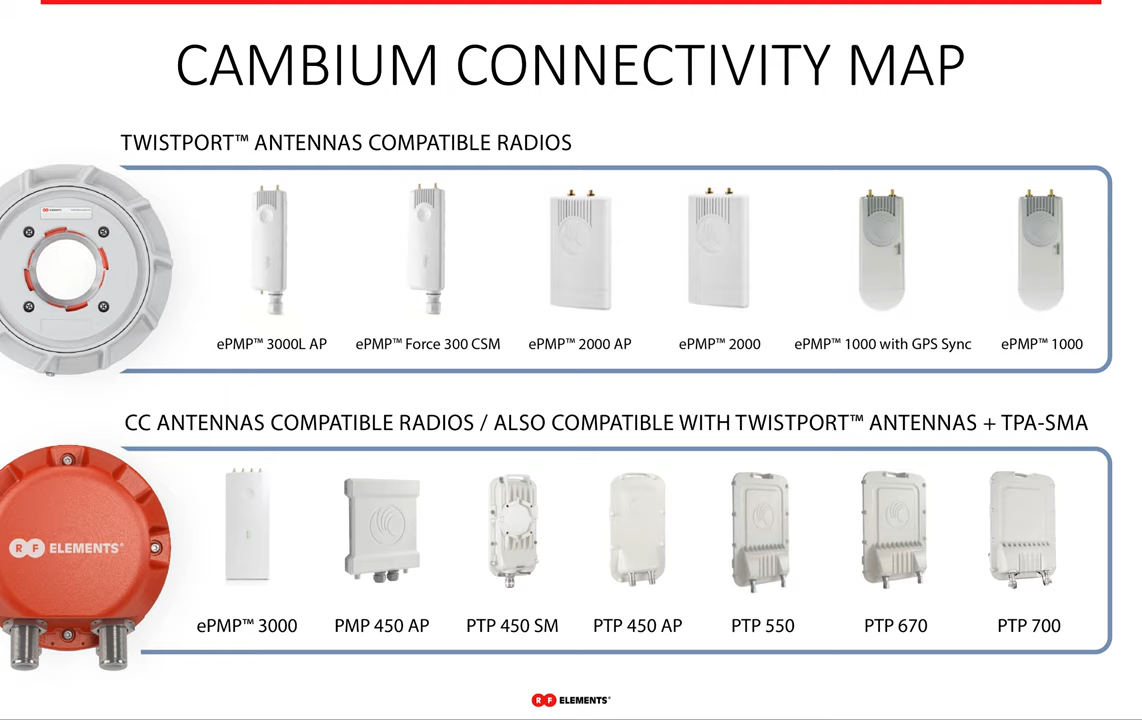 CAMBIUM CONNECTIVITY MAP
TWISTPORT™ ANTENNAS COMPATIBLE RADIOS
ePMP™ 3000L AP
ePMP™ Force 300 CSM
ePMP™ 2000 AP
ePMP™ 2000
ePMP™ 1000 with GPS Sync
ePMP™ 1000
CC ANTENNAS COMPATIBLE RADIOS / ALSO COMPATIBLE WITH TWISTPORT™ ANTENNAS + TPA-SMA
RF ELEMENTS®
ePMP™ 3000
PMP 450 AP
PTP 450 SM
PTP 450 AP
PTP 550
PTP 670
PTP 700
RF ELEMENTS®